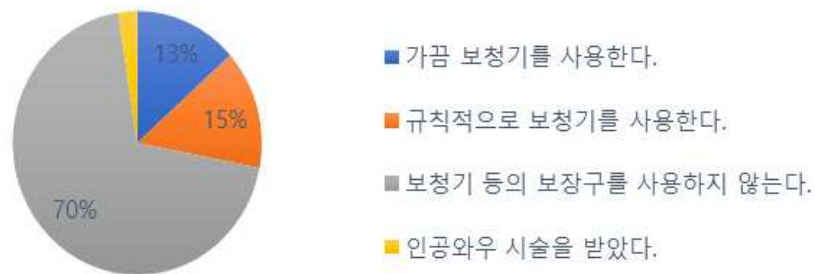 13%
15%
70%
가끔 보청기를 사용한다.
규칙적으로 보청기를 사용한다.
보청기 등의 보장구를 사용하지 않는다.
인공와우 시술을 받았다.